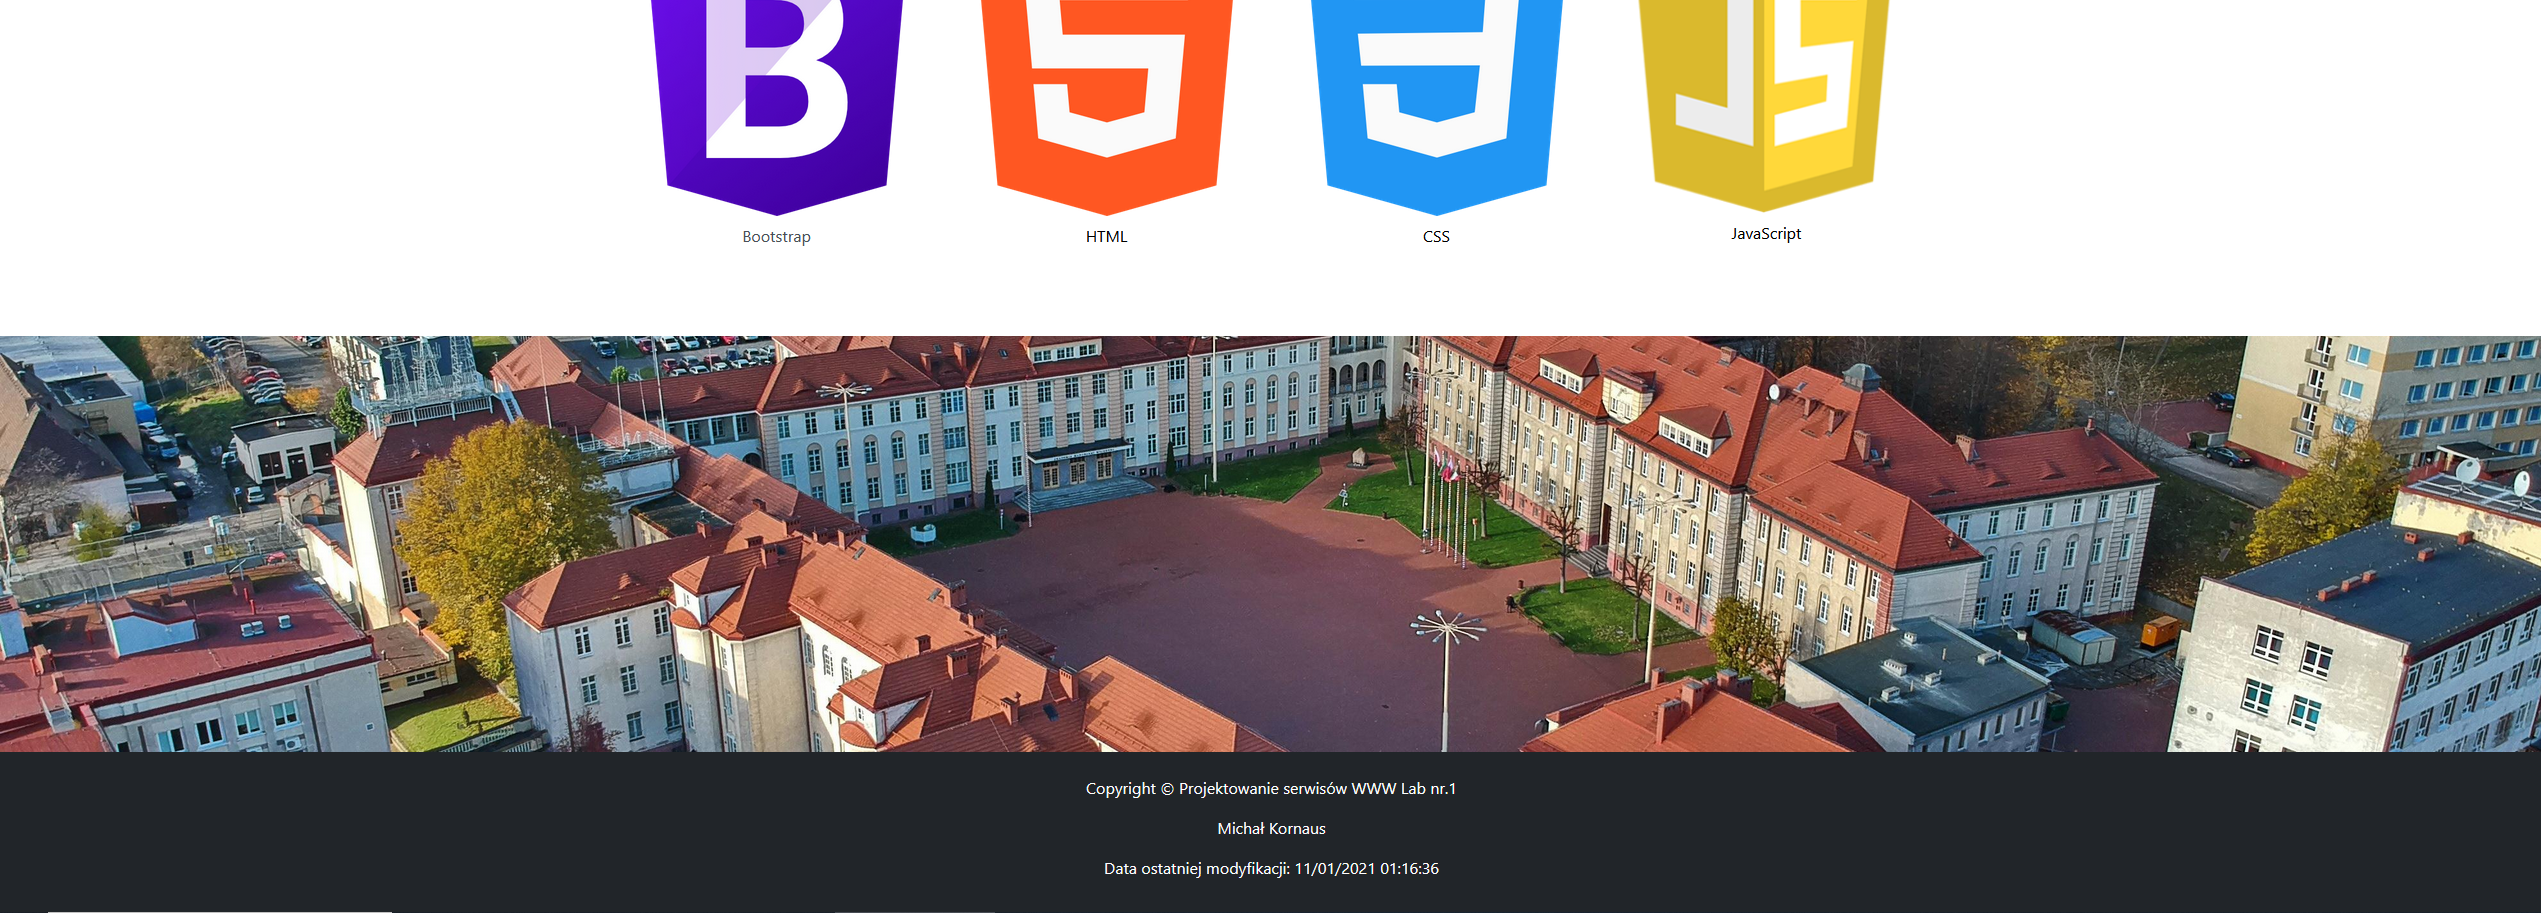 B
JS
Bootstrap
HTML
CSS
JavaScript
Copyright © Projektowanie serwisów WWW Lab nr.1
Michał Kornaus
Data ostatniej modyfikacji: 11/01/2021 01:16:36